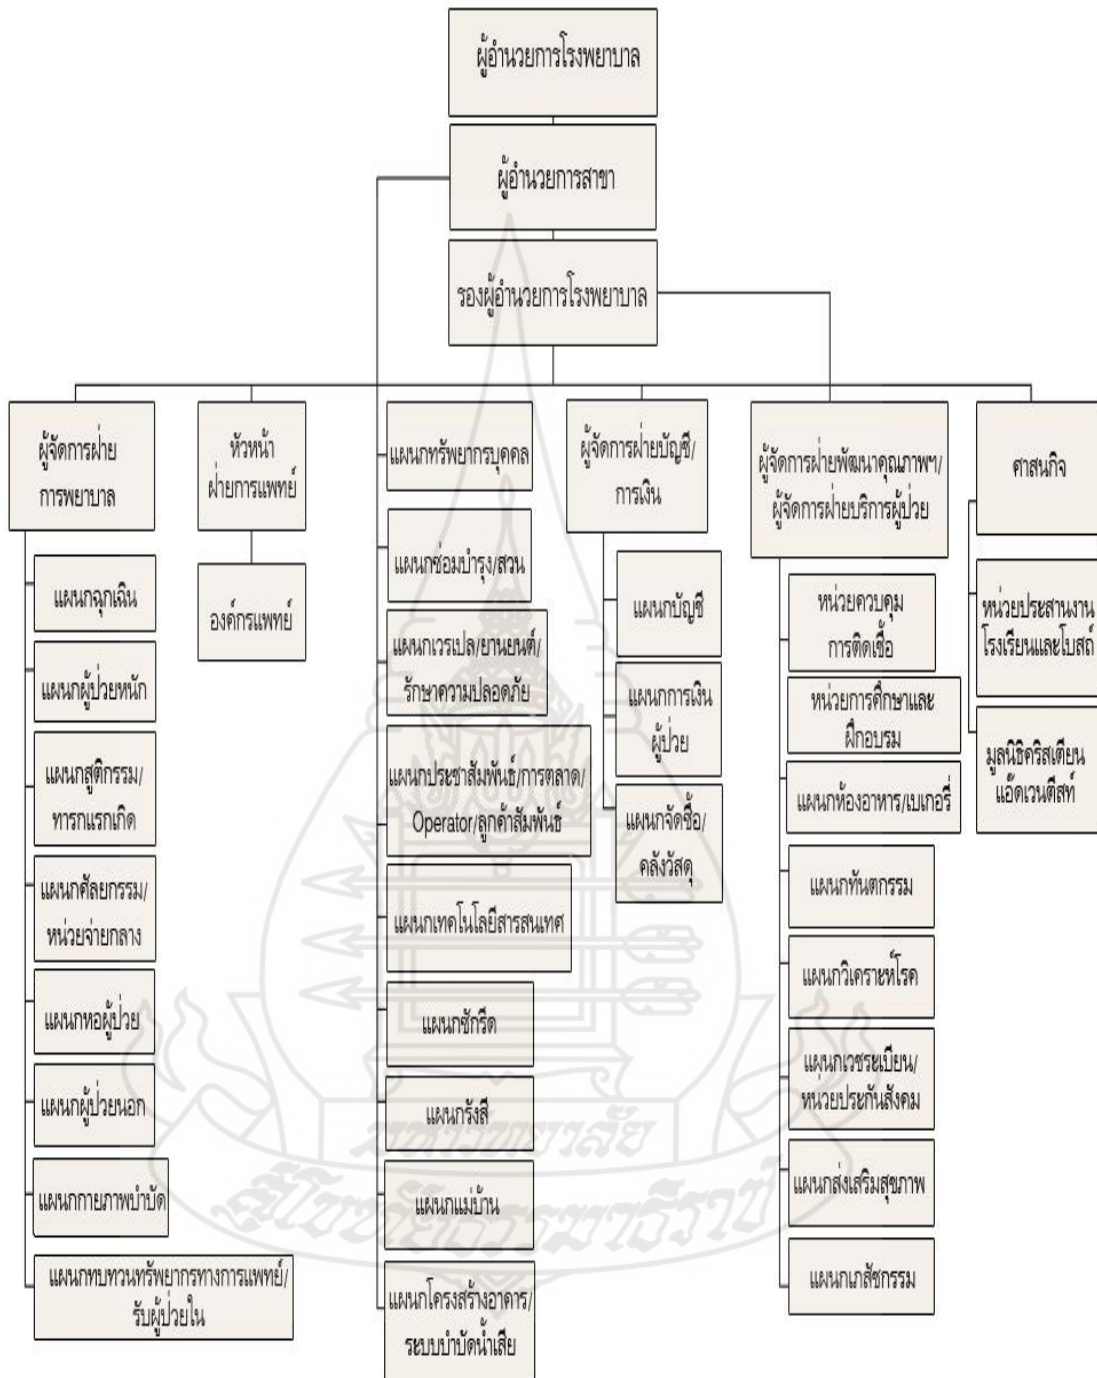 ผู้อำนวยการโรงพยาบาล
ผู้อำนวยการสาขา
รองผู้อำนวยการโรงพยาบาล
ผู้จัดการฝ่าย
การพยาบาล
แผนกฉุกเฉิน
แผนกผู้ป่วยหนัก
แผนกสูติกรรม/
ทารกแรกเกิด
แผนกศัลยกรรม/
หน่วยจ่ายกลาง
แผนกหอผู้ป่วย
แผนกผู้ป่วยนอก
แผนกกายภาพบำบัด
แผนกทบทวนทรัพยากรทางการแพทย์/
รับผู้ป่วยใน
หัวหน้า
ฝ่ายการแพทย์
องค์กรแพทย์
แผนกทรัพยากรบุคคล
แผนกซ่อมบำรุง/สวน
แผนกเวรเปล/ยานยนต์/
รักษาความปลอดภัย
แผนกประชาสัมพันธ์/การตลาด/
Operator/ลูกค้าสัมพันธ์
แผนกเทคโนโลยีสารสนเทศ
แผนกซักรีด
แผนกรังสี
แผนกแม่บ้าน
แผนกโครงสร้างอาคาร/
ระบบบำบัดน้ำเสีย
ผู้จัดการฝ่ายบัญชี/
การเงิน
แผนกบัญชี
แผนกการเงิน
ผู้ป่วย
แผนกจัดซื้อ/
คลังวัสดุ
ผู้จัดการฝ่ายพัฒนาคุณภาพฯ/
ผู้จัดการฝ่ายบริการผู้ป่วย
หน่วยควบคุม
การติดเชื้อ
หน่วยการศึกษาและ
ฝึกอบรม
แผนกห้องอาหาร/เบเกอรี่
แผนกทันตกรรม
แผนกวิเคราะห์โรค
แผนกเวชระเบียน/
หน่วยประกันสังคม
แผนกส่งเสริมสุขภาพ
แผนกเภสัชกรรม
ศาสนกิจ
หน่วยประสานงาน
โรงเรียนและโบสถ์
มูลนิธิคริสเตียน
แอ๊ดเวนตีสท์
มหาวิทยาลัย
สุโขทัยธรรมาธิราช